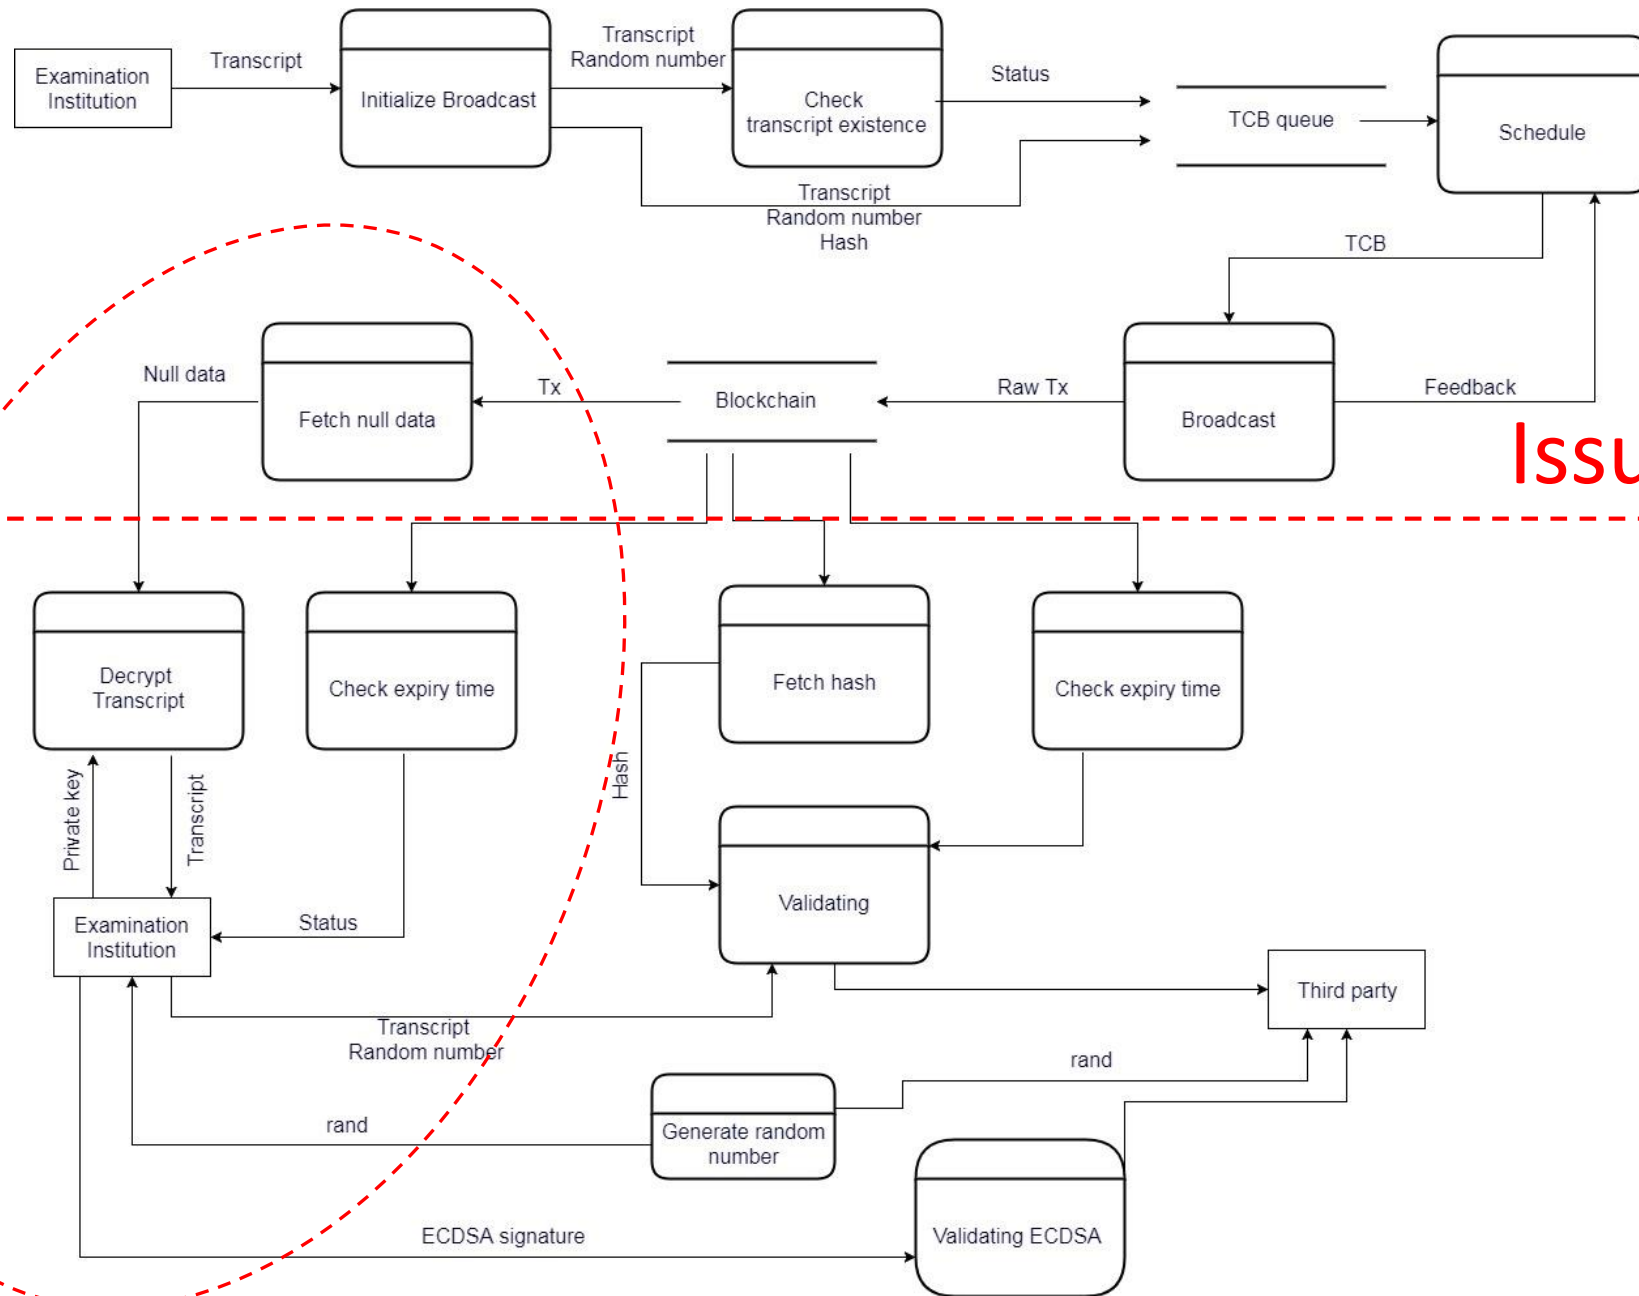 Transcript
Random number
Transcript
Status
Examination
Institution
Initialize Broadcast
Check
transcript existence
TCB queue
Schedule
Transcript
Random number
Hash
TCB
Null data
Tx
Raw Tx
Feedback
Fetch null data
Blockchain
Broadcast
Issu
Decrypt
Transcript
Check expiry time
Fetch hash
Check expiry time
Private key
Transcript
Hash
Examination
Institution
Status
Validating
Third party
Transcript
Random number
rand
rand
Generate random
number
ECDSA signature
Validating ECDSA